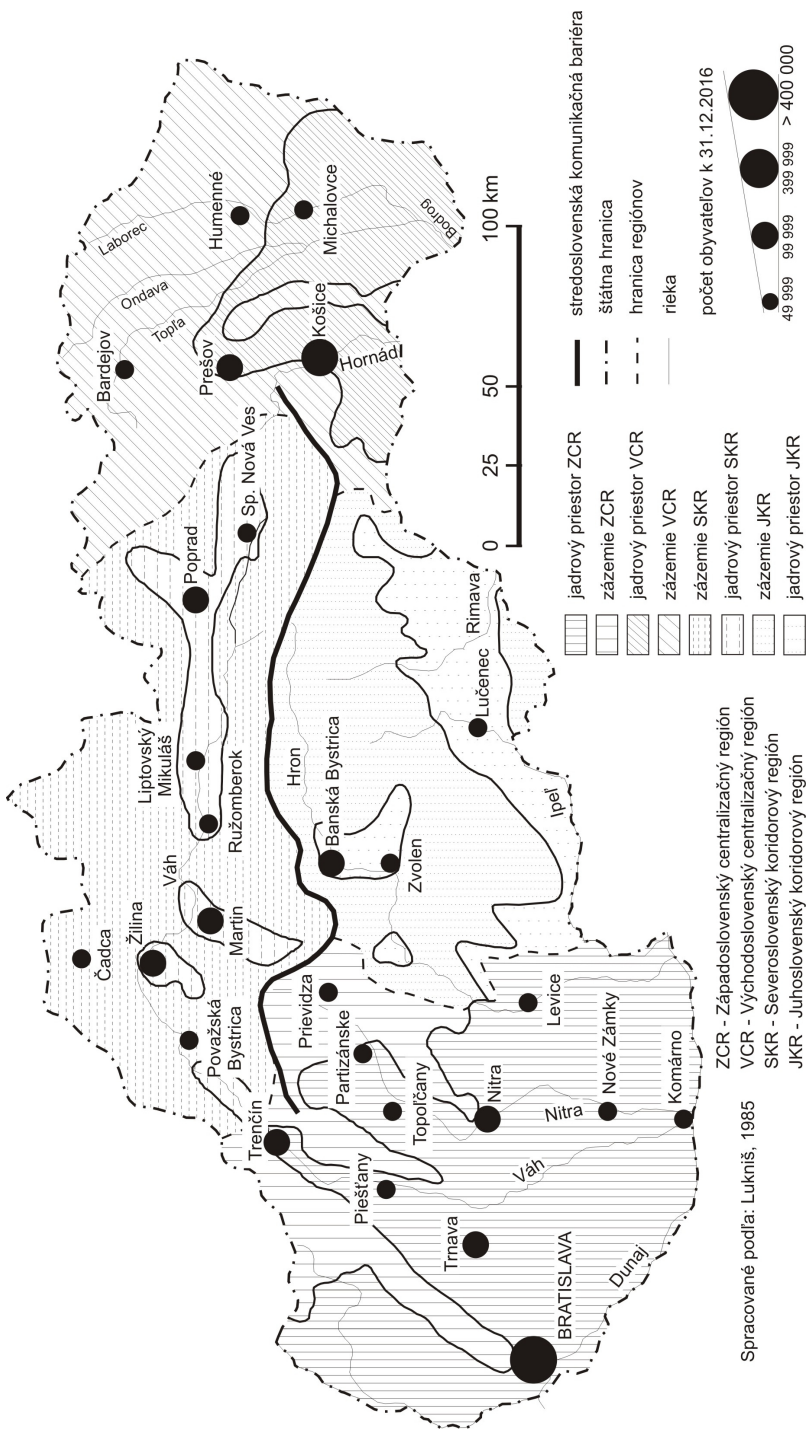 Čadca
Žilina
Považská
Bystrica
Váh
Martin
Ružomberok
Liptovský
Mikuláš
Poprad
Sp. Nová Ves
Bardejov
Prešov
Topľa
Ondava
Laborec
Humenné
Michalovce
Košice
Hornád
Bodrog
Trenčín
Prievidza
Partizánske
Topoľčany
Piešťany
Trnava
BRATISLAVA
Dunaj
Váh
Nitra
Nitra
Nové Zámky
Komárno
Levice
Hron
Banská Bystrica
Zvolen
Lučenec
Rimava
Ipeľ
0 25 50 100 km
jadrový priestor ZCR
zázemie ZCR
jadrový priestor VCR
zázemie VCR
zázemie SKR
jadrový priestor SKR
zázemie JKR
jadrový priestor JKR
stredoslovenská komunikačná bariéra
štátna hranica
hranica regiónov
rieka
počet obyvateľov k 31.12.2016
49 999 99 999 399 999 > 400 000
ZCR - Západoslovenský centralizačný región
VCR - Východoslovenský centralizačný región
SKR - Severoslovenský koridorový región
JKR - Juhoslovenský koridorový región
Spracované podľa: Lukniš, 1985